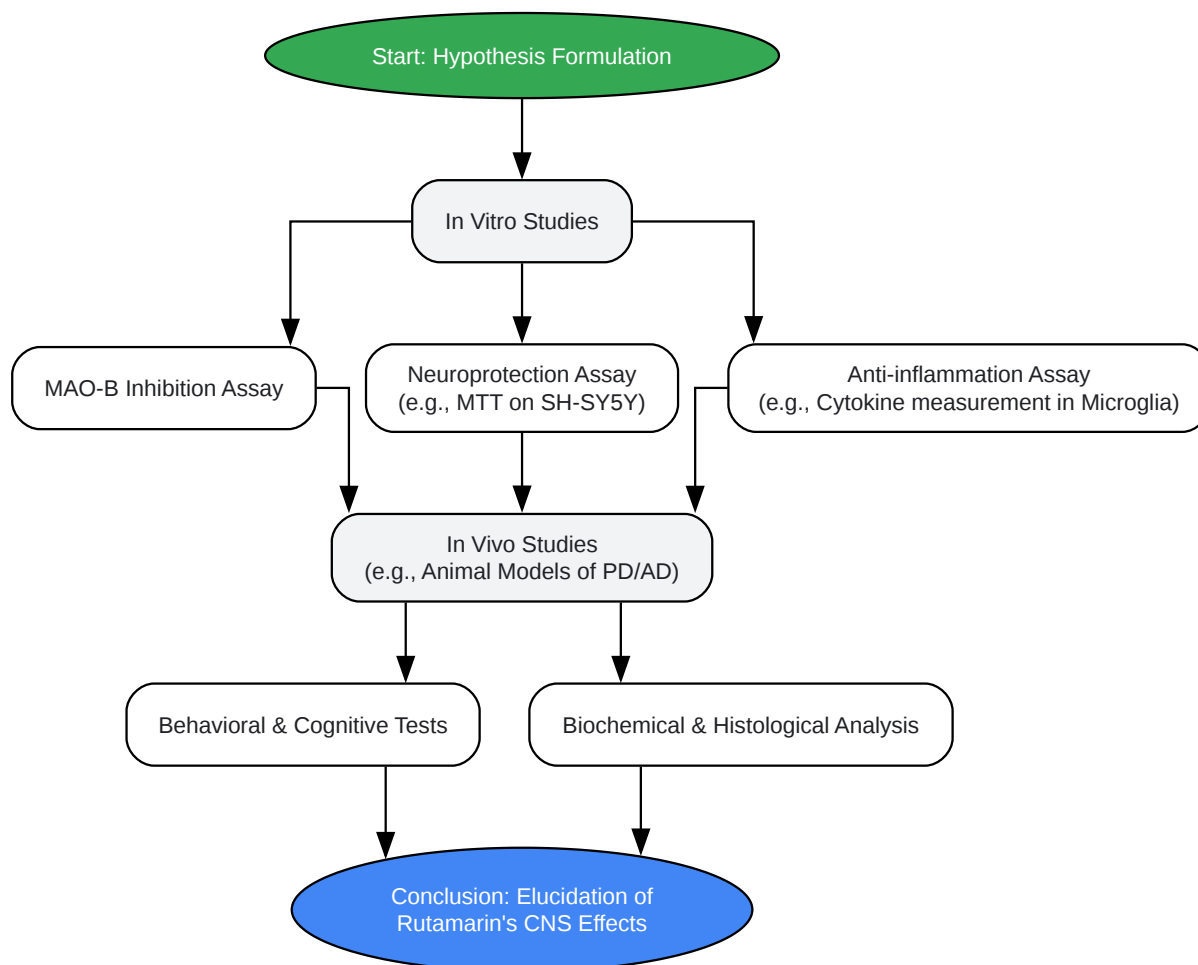 Start: Hypothesis Formulation
In Vitro Studies
MAO-B Inhibition Assay
Neuroprotection Assay
(e.g., MTT on SH-SY5Y)
Anti-inflammation Assay
(e.g., Cytokine measurement in Microglia)
In Vivo Studies
(e.g., Animal Models of PD/AD)
Behavioral & Cognitive Tests
Biochemical & Histological Analysis
Conclusion: Elucidation of
Rutamarin's CNS Effects